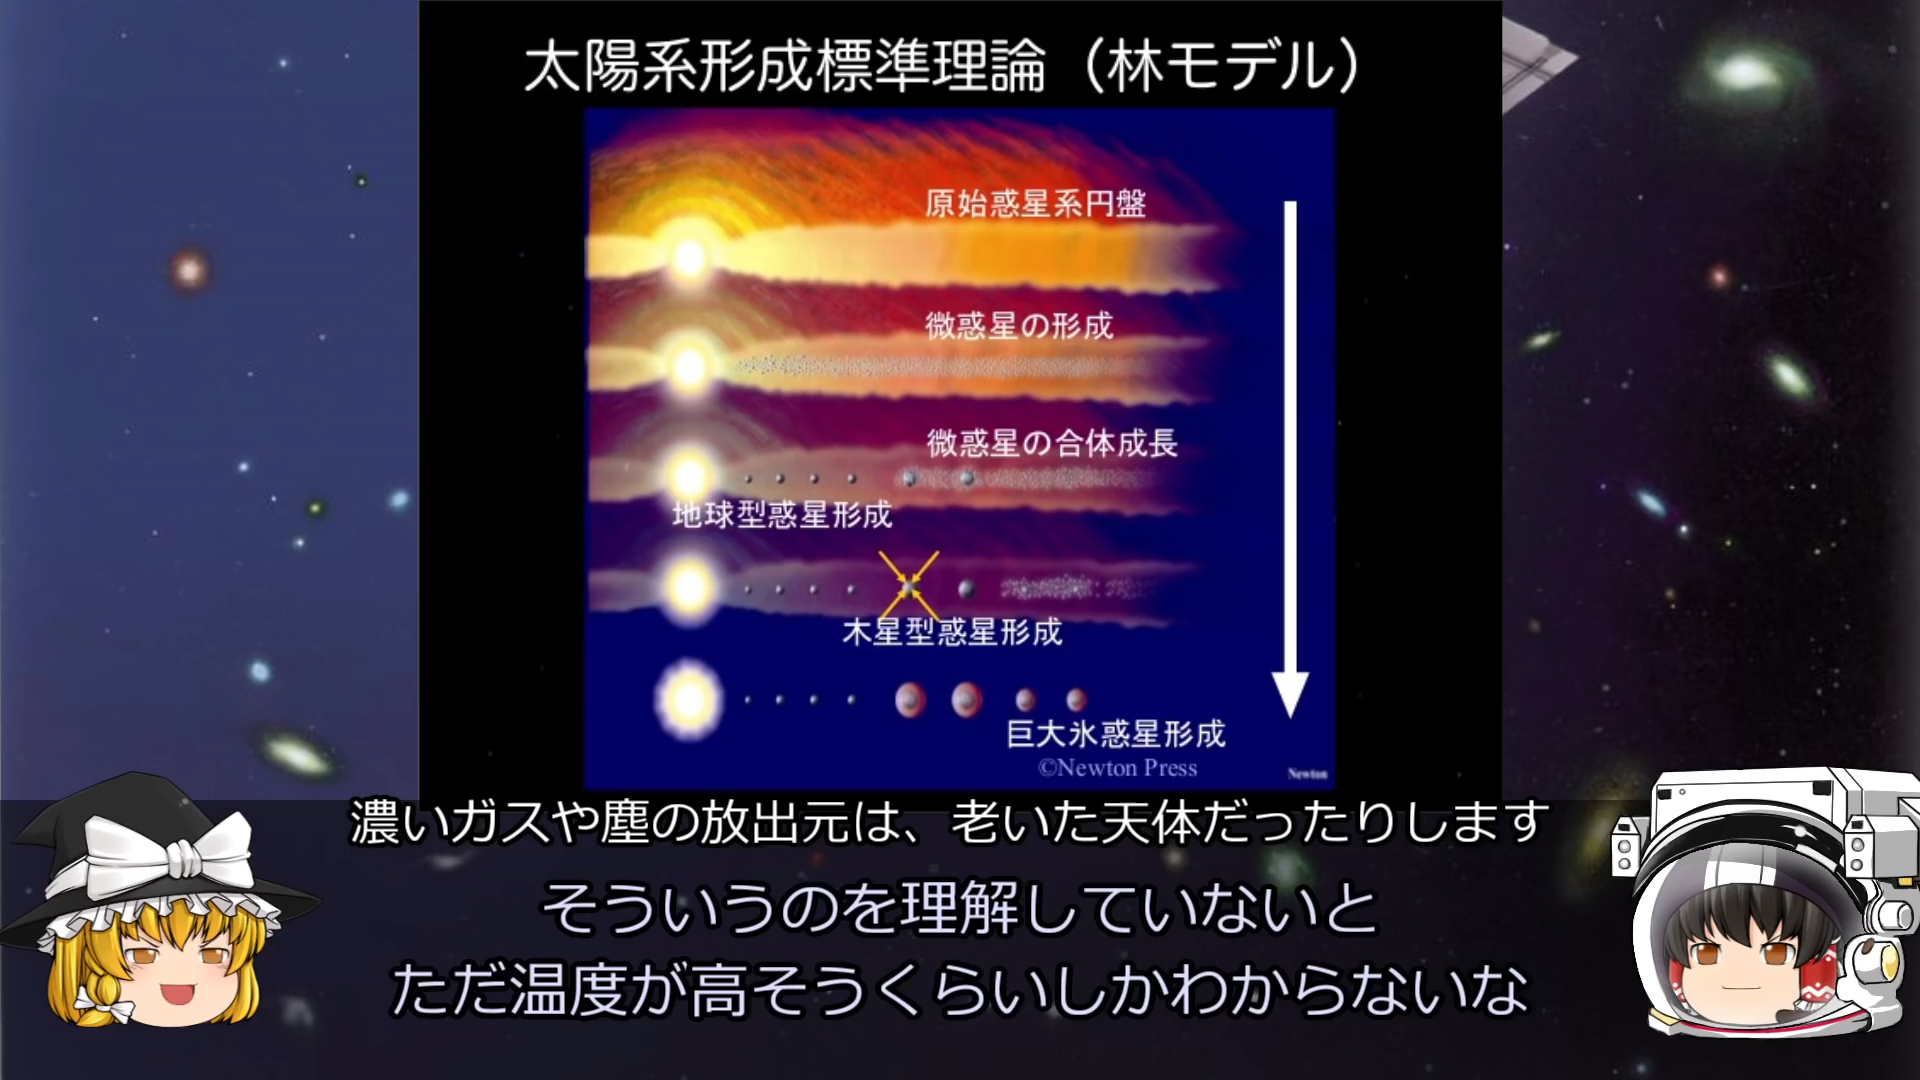 太陽系形成標準理論（林モデル）
原始惑星系円盤
微惑星の形成
微惑星の合体成長
地球型惑星形成
木星型惑星形成
巨大氷惑星形成
©Newton Press
Newton
濃いガスや塵の放出元は、老いた天体だったりします
そういうのを理解していないと
ただ温度が高そうくらいしかわからないな